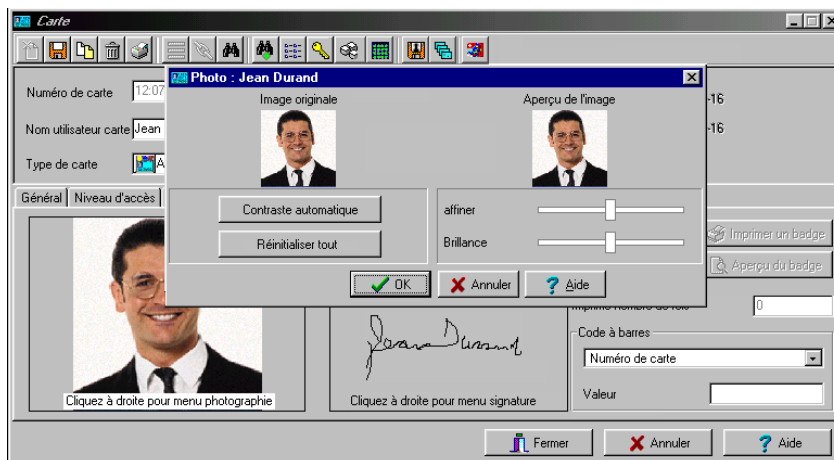 Carte
Photo : Jean Durand
Numéro de carte 12:07
Image originale
Aperçu de l'image
-16
Nom utilisateur carte Jean
-16
Type de carte A
Général Niveau d'accès
Contraste automatique
affiner
Réinitialiser tout
Brillance
Imprimer un badge
Aperçu du badge
OK Annuler Aide
0
Code à barres
Numéro de carte
Jean Durand
Valeur
Cliquez à droite pour menu photographie
Cliquez à droite pour menu signature
Fermer Annuler Aide